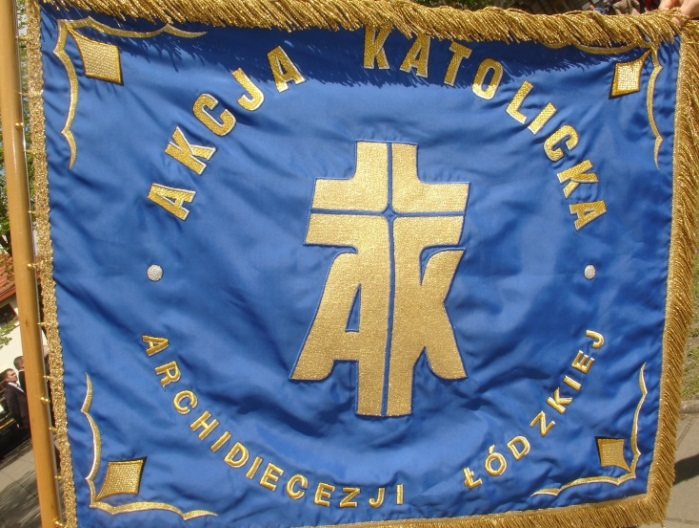 AKCJA KATOLICKA
AK
ARCHIDIECEZJI ŁÓDZKIEJ